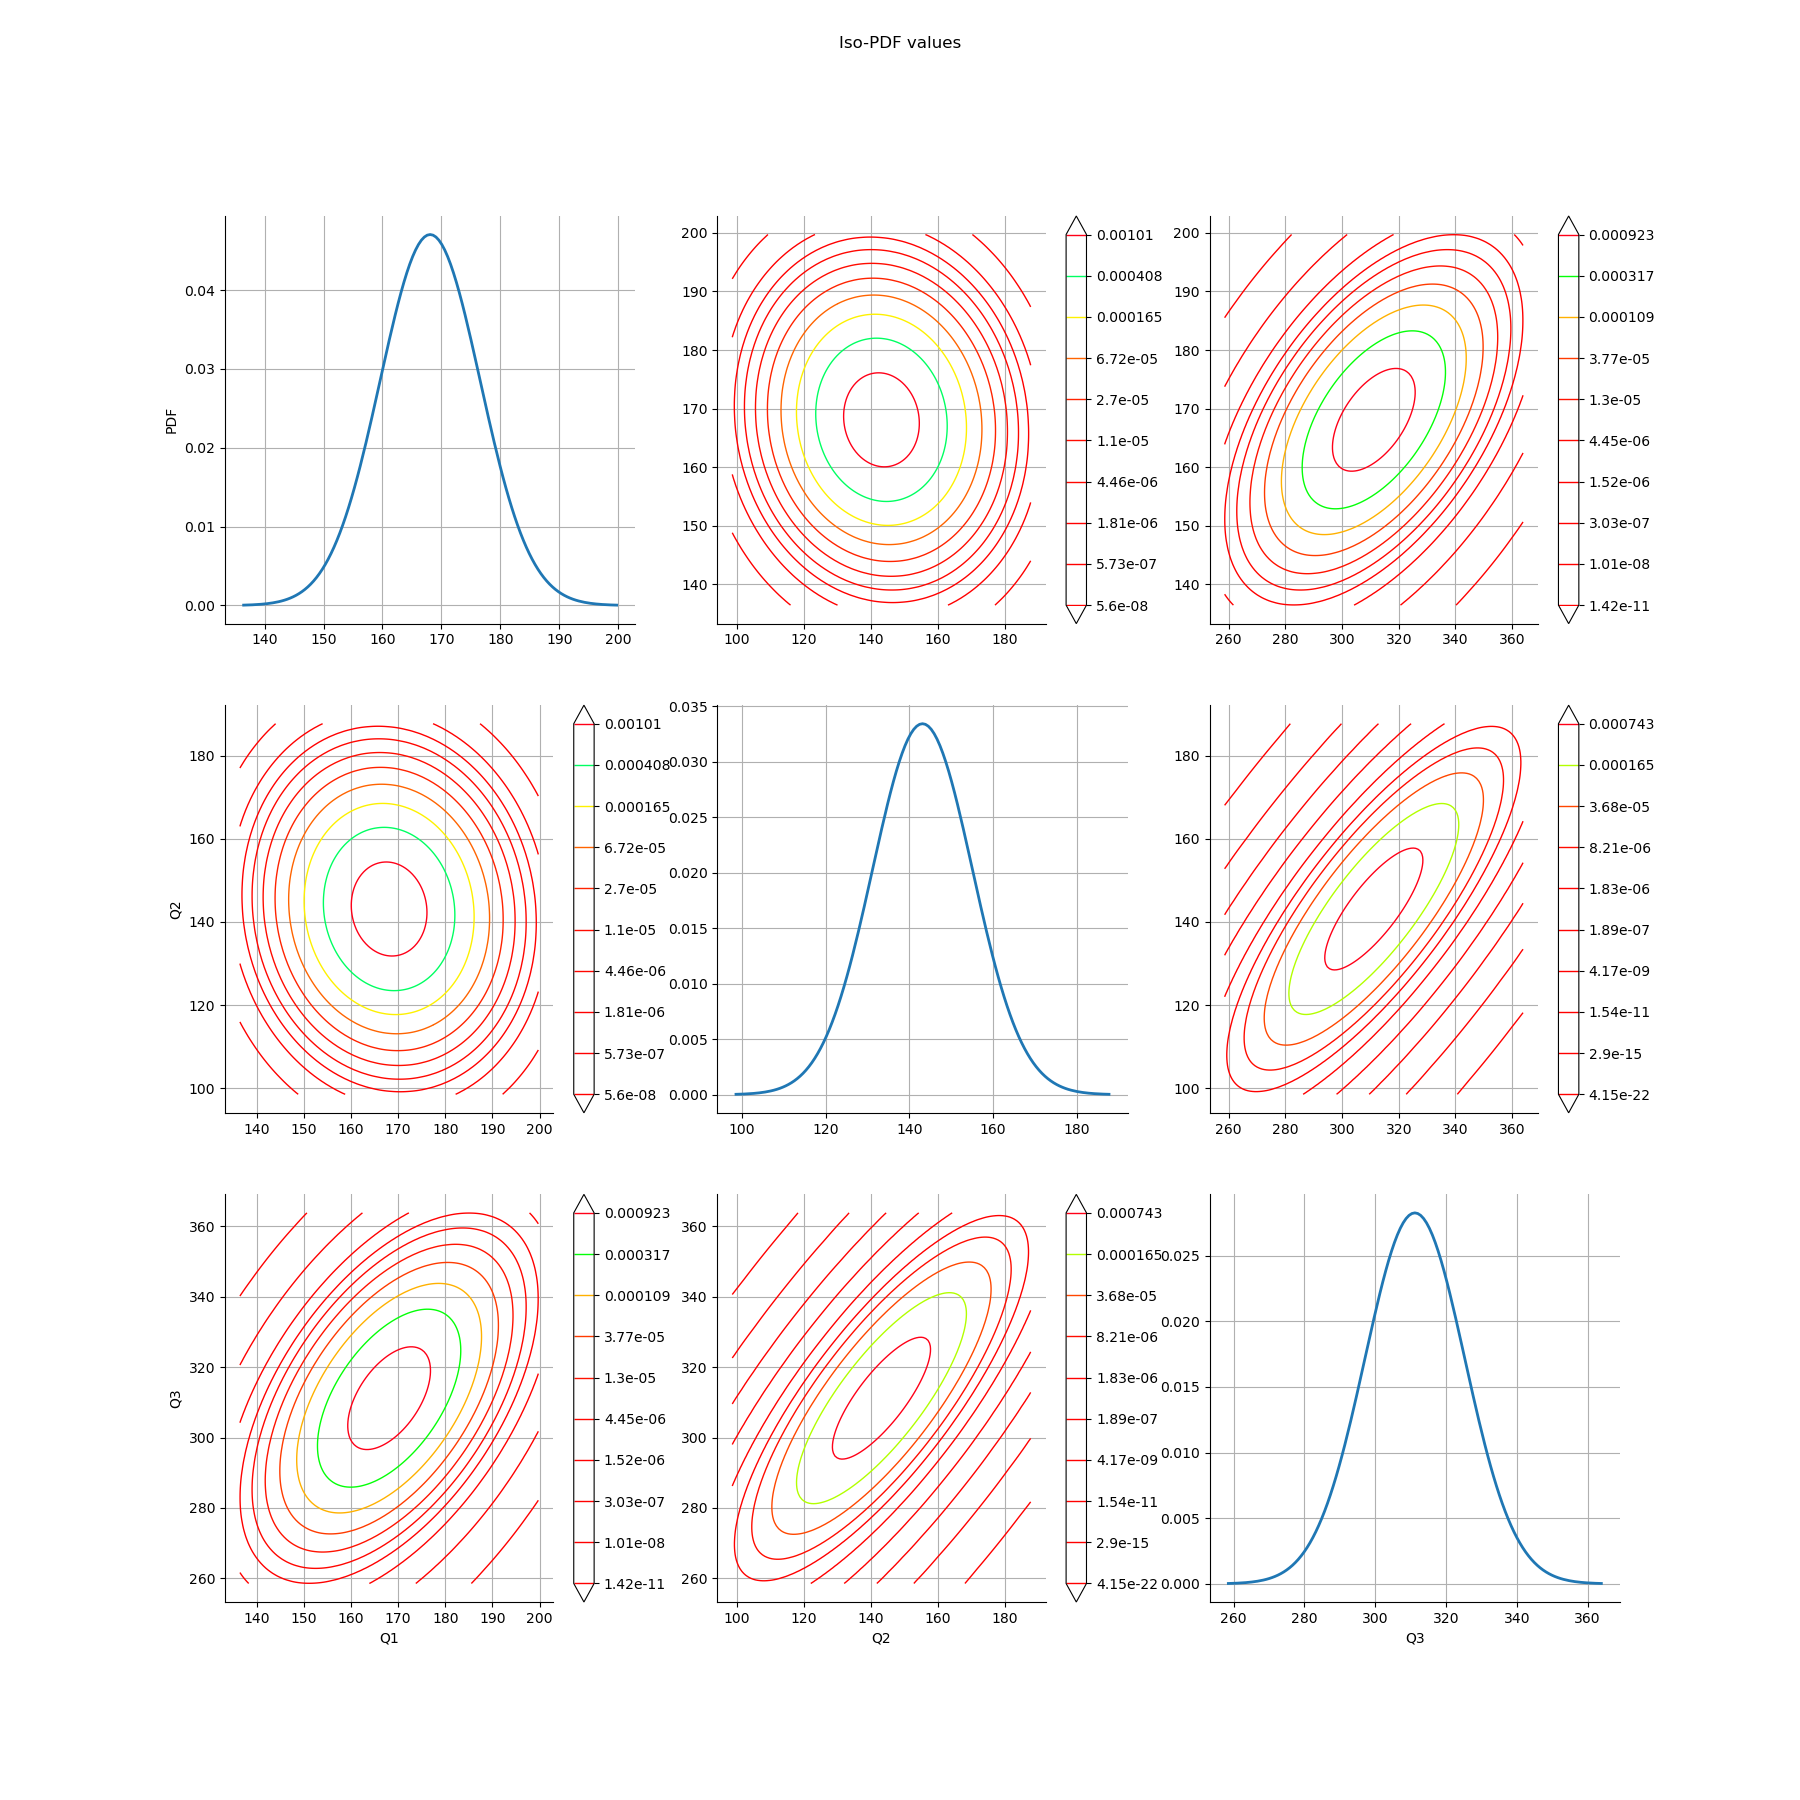 Iso-PDF values
PDF
0.04
0.03
0.02
0.01
0.00
140 150 160 170 180 190 200
200
190
180
170
160
150
140
100 120 140 160 180
0.00101
0.000408
0.000165
6.72e-05
2.7e-05
1.1e-05
4.46e-06
1.81e-06
5.73e-07
5.6e-08
200
190
180
170
160
150
140
260 280 300 320 340 360
0.000923
0.000317
0.000109
3.77e-05
1.3e-05
4.45e-06
1.52e-06
3.03e-07
1.01e-08
1.42e-11
Q2
180
160
140
120
100
140 150 160 170 180 190 200
0.00101
0.000408
0.000165
6.72e-05
2.7e-05
1.1e-05
4.46e-06
1.81e-06
5.73e-07
5.6e-08
0.035
0.030
0.025
0.020
0.015
0.010
0.005
0.000
100 120 140 160 180
180
160
140
120
100
260 280 300 320 340 360
0.000743
0.000165
3.68e-05
8.21e-06
1.83e-06
1.89e-07
4.17e-09
1.54e-11
2.9e-15
4.15e-22
Q3
360
340
320
300
280
260
140 150 160 170 180 190 200
Q1
0.000923
0.000317
0.000109
3.77e-05
1.3e-05
4.45e-06
1.52e-06
3.03e-07
1.01e-08
1.42e-11
360
340
320
300
280
260
100 120 140 160 180
Q2
0.000743
0.000165
3.68e-05
8.21e-06
1.83e-06
1.89e-07
4.17e-09
1.54e-11
2.9e-15
4.15e-22
0.025
0.020
0.015
0.010
0.005
0.000
260 280 300 320 340 360
Q3